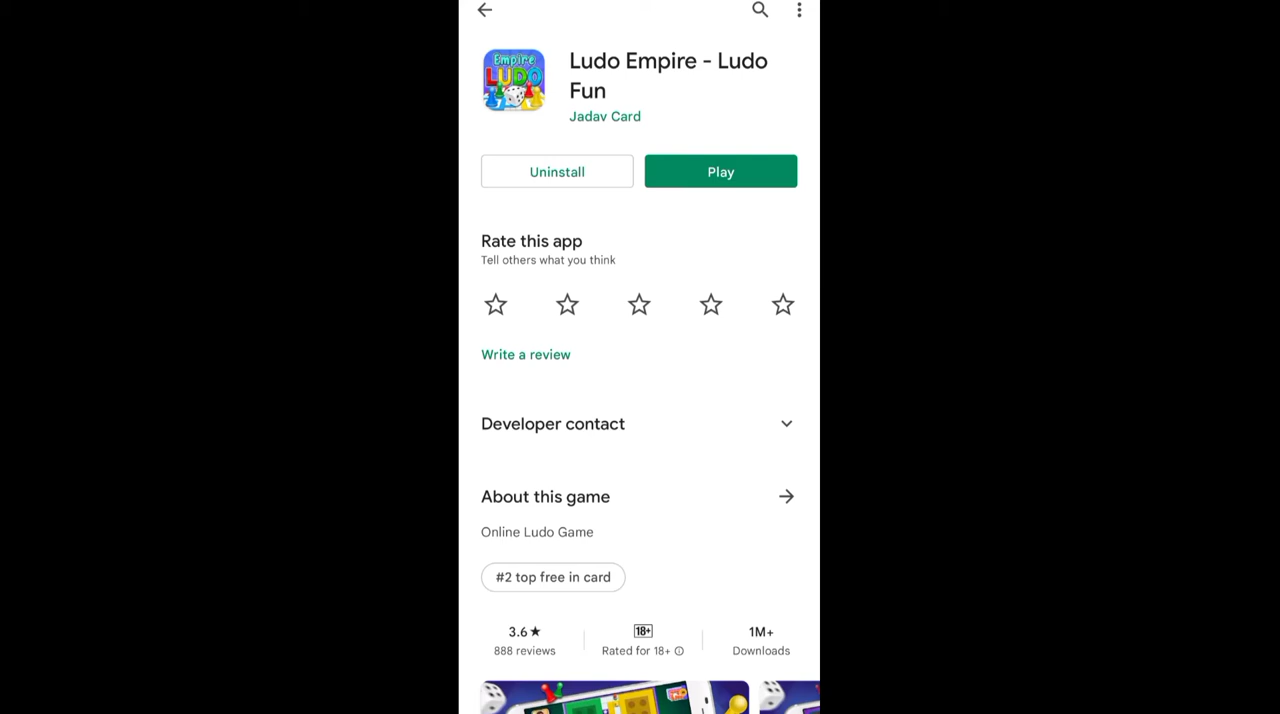 Empire
LUDO
Ludo Empire - Ludo
Fun
Jadav Card
Uninstall
Play
Rate this app
Tell others what you think
Write a review
Developer contact
About this game
Online Ludo Game
#2 top free in card
3.6★
18+
1M+
888 reviews
Rated for 18+
Downloads